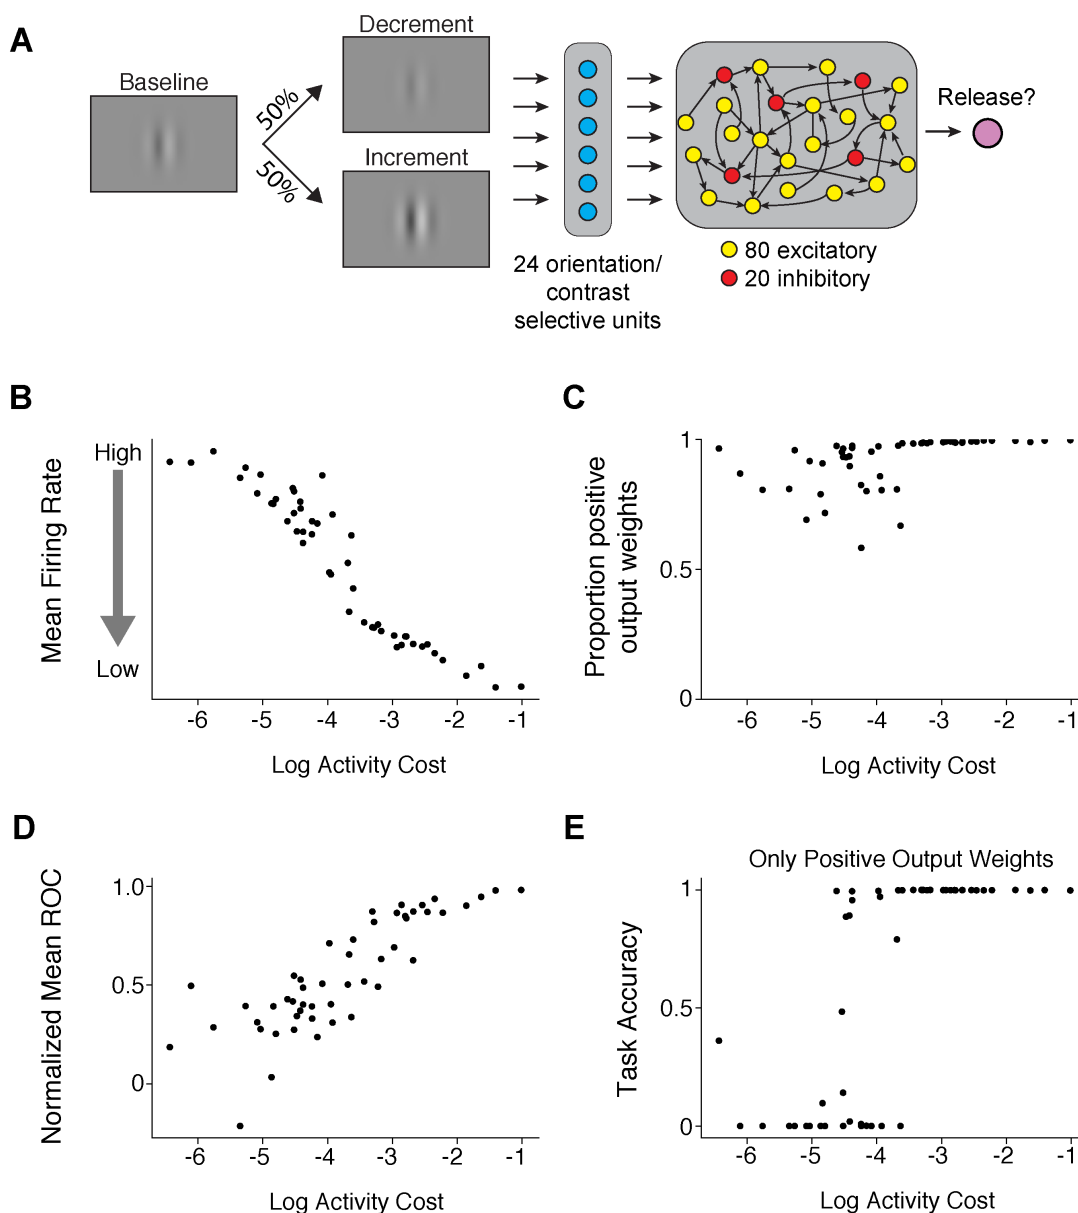 A
Baseline
Decrement
50%
50%
Increment
Release?
24 orientation/
contrast
selective units
80 excitatory
20 inhibitory
B
Mean Firing Rate
High
Low
-6 -5 -4 -3 -2 -1
Log Activity Cost
C
Proportion positive
output weights
1
0.5
0
-6 -5 -4 -3 -2 -1
Log Activity Cost
D
Normalized Mean ROC
1.0
0.5
0
-6 -5 -4 -3 -2 -1
Log Activity Cost
E
Only Positive Output Weights
Task Accuracy
1
0.5
0
-6 -5 -4 -3 -2 -1
Log Activity Cost